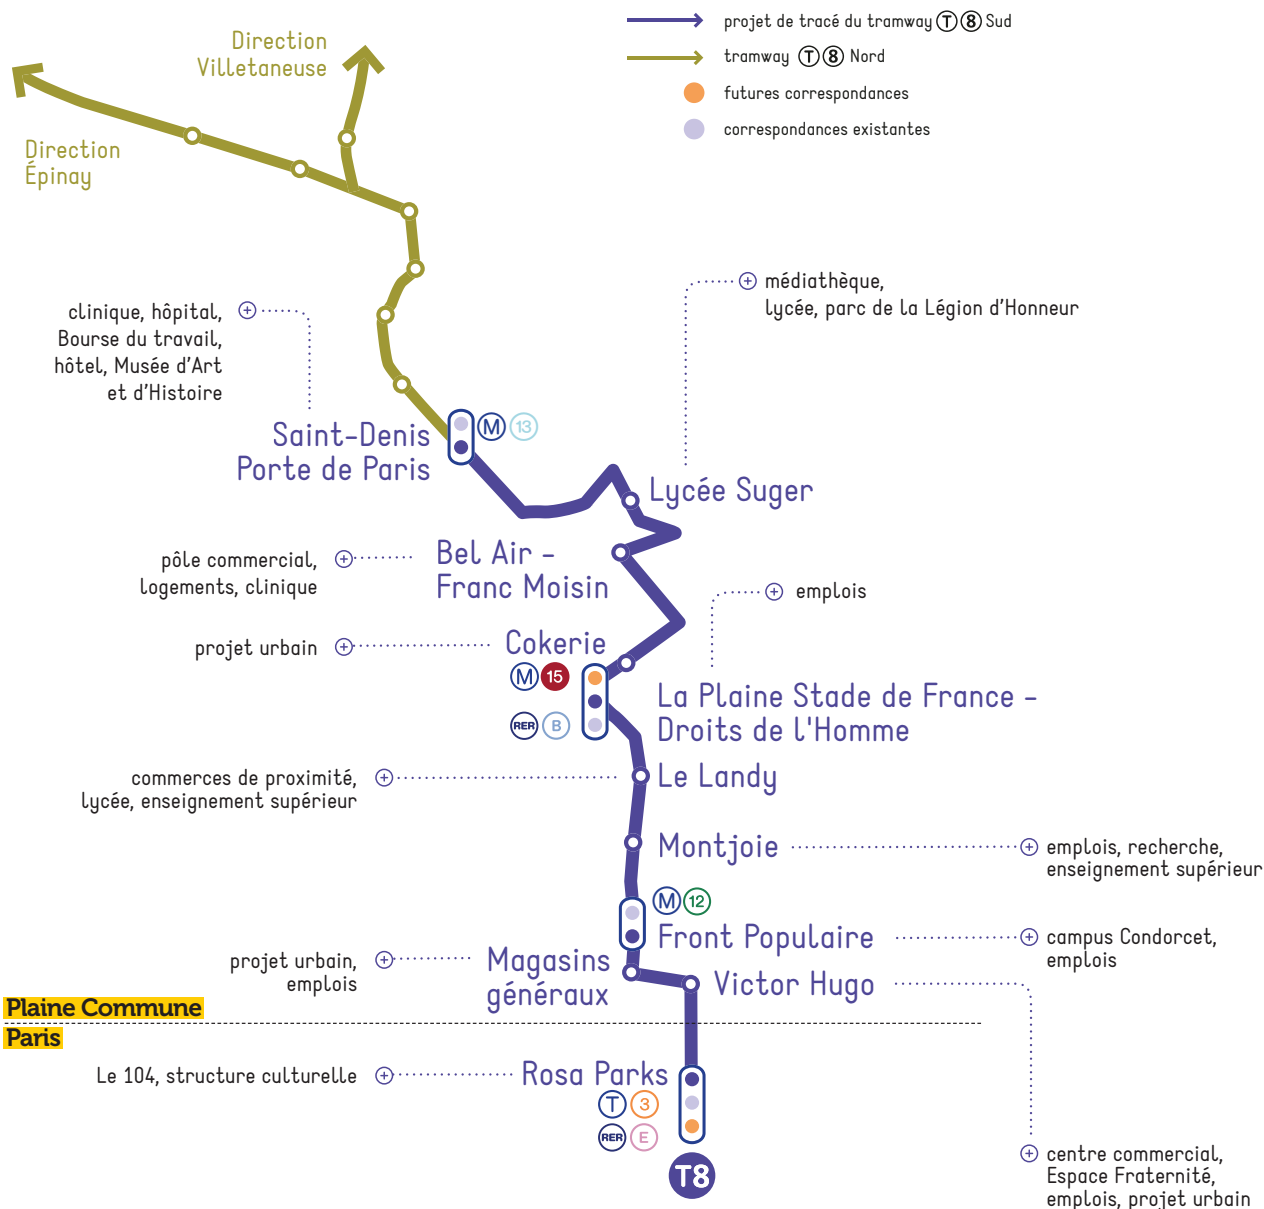 projet de tracé du tramway T 8 Sud
tramway T 8 Nord
futures correspondances
correspondances existantes
Direction
Villetaneuse
Direction
Épinay
médiathèque,
lycée, parc de la Légion d'Honneur
clinique, hôpital,
Bourse du travail,
hôtel, Musée d'Art
et d'Histoire
Saint-Denis
Porte de Paris
M 13
Lycée Suger
pôle commercial,
logements, clinique
Bel Air -
Franc Moisin
emplois
projet urbain
Cokerie
M 15
RER B
La Plaine Stade de France -
Droits de l'Homme
commerces de proximité,
lycée, enseignement supérieur
Le Landy
Montjoie
emplois, recherche,
enseignement supérieur
M 12
Front Populaire
campus Condorcet,
emplois
projet urbain,
emplois
Magasins
généraux
Victor Hugo
Plaine Commune
Paris
Le 104, structure culturelle
Rosa Parks
T 3
RER E
T8
centre commercial,
Espace Fraternité,
emplois, projet urbain